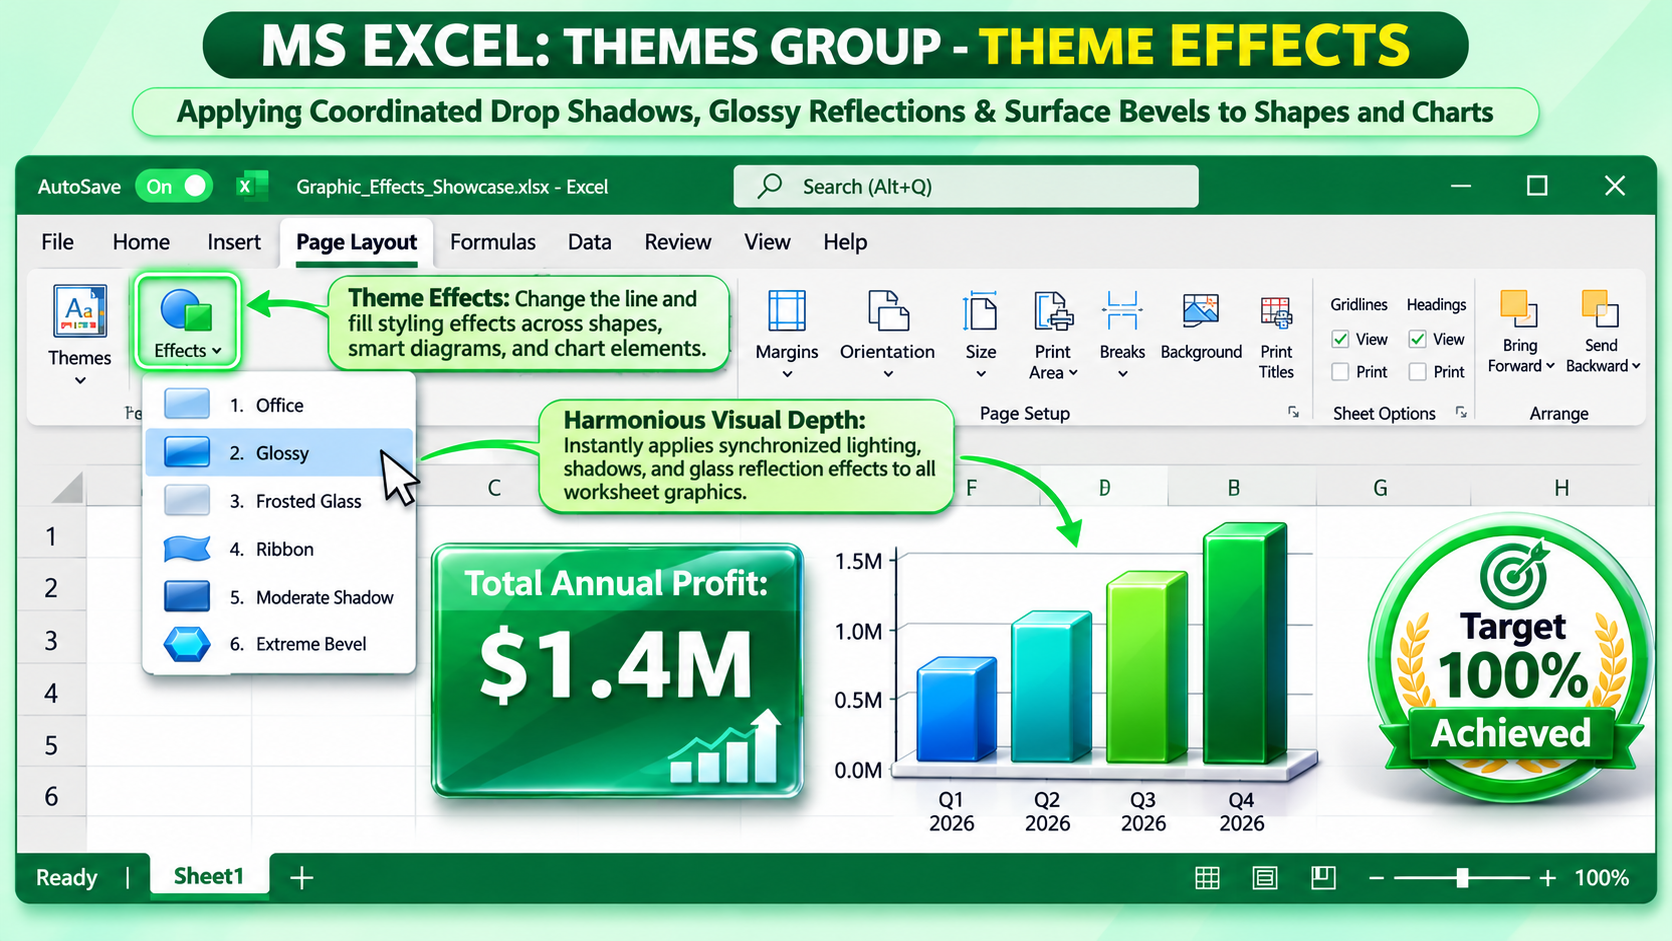 MS EXCEL: THEMES GROUP - THEME EFFECTS
Applying Coordinated Drop Shadows, Glossy Reflections & Surface Bevels to Shapes and Charts
AutoSave On Graphic_Effects_Showcase.xlsx - Excel Search (Alt+Q)
File Home Insert Page Layout Formulas Data Review View Help
Aa
Themes
Effects
Theme Effects: Change the line and
fill styling effects across shapes,
smart diagrams, and chart elements.
Margins
Orientation
Size
Print
Area
Breaks
Background
Print
Titles
Page Setup
Gridlines Headings
View View
Print Print
Sheet Options
Bring
Forward
Send
Backward
Arrange
1. Office
2. Glossy
3. Frosted Glass
4. Ribbon
5. Moderate Shadow
6. Extreme Bevel
Harmonious Visual Depth:
Instantly applies synchronized lighting,
shadows, and glass reflection effects to all
worksheet graphics.
C F D B G H
1
2
3
4
5
6
Total Annual Profit:
$1.4M
1.5M
1.0M
0.5M
0.0M
Q1 Q2 Q3 Q4
2026 2026 2026 2026
Target
100%
Achieved
Ready Sheet1 100%